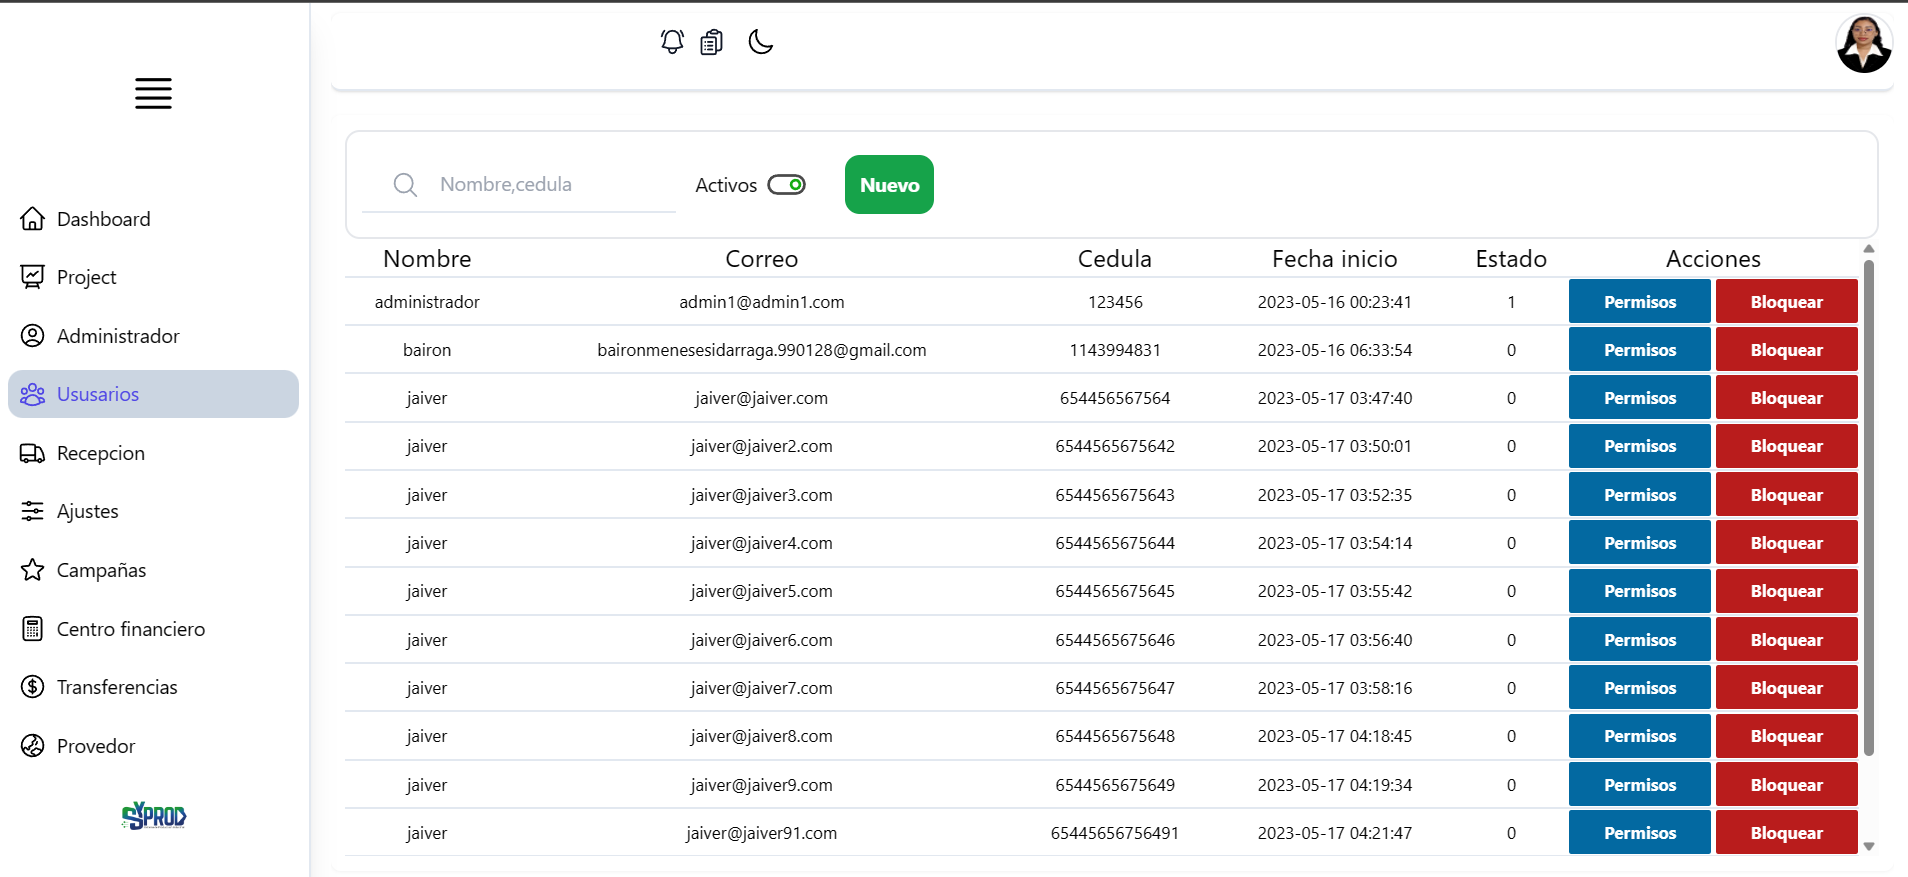 Dashboard
Project
Administrador
Ususarios
Recepcion
Ajustes
Campañas
Centro financiero
Transferencias
Provedor
SYPROD
Nombre,cedula Activos Nuevo
Nombre Correo Cedula Fecha inicio Estado Acciones
administrador admin1@admin1.com 123456 2023-05-16 00:23:41 1 Permisos Bloquear
bairon baironmenesesidarraga.990128@gmail.com 1143994831 2023-05-16 06:33:54 0 Permisos Bloquear
jaiver jaiver@jaiver.com 654456567564 2023-05-17 03:47:40 0 Permisos Bloquear
jaiver jaiver@jaiver2.com 6544565675642 2023-05-17 03:50:01 0 Permisos Bloquear
jaiver jaiver@jaiver3.com 6544565675643 2023-05-17 03:52:35 0 Permisos Bloquear
jaiver jaiver@jaiver4.com 6544565675644 2023-05-17 03:54:14 0 Permisos Bloquear
jaiver jaiver@jaiver5.com 6544565675645 2023-05-17 03:55:42 0 Permisos Bloquear
jaiver jaiver@jaiver6.com 6544565675646 2023-05-17 03:56:40 0 Permisos Bloquear
jaiver jaiver@jaiver7.com 6544565675647 2023-05-17 03:58:16 0 Permisos Bloquear
jaiver jaiver@jaiver8.com 6544565675648 2023-05-17 04:18:45 0 Permisos Bloquear
jaiver jaiver@jaiver9.com 6544565675649 2023-05-17 04:19:34 0 Permisos Bloquear
jaiver jaiver@jaiver91.com 65445656756491 2023-05-17 04:21:47 0 Permisos Bloquear